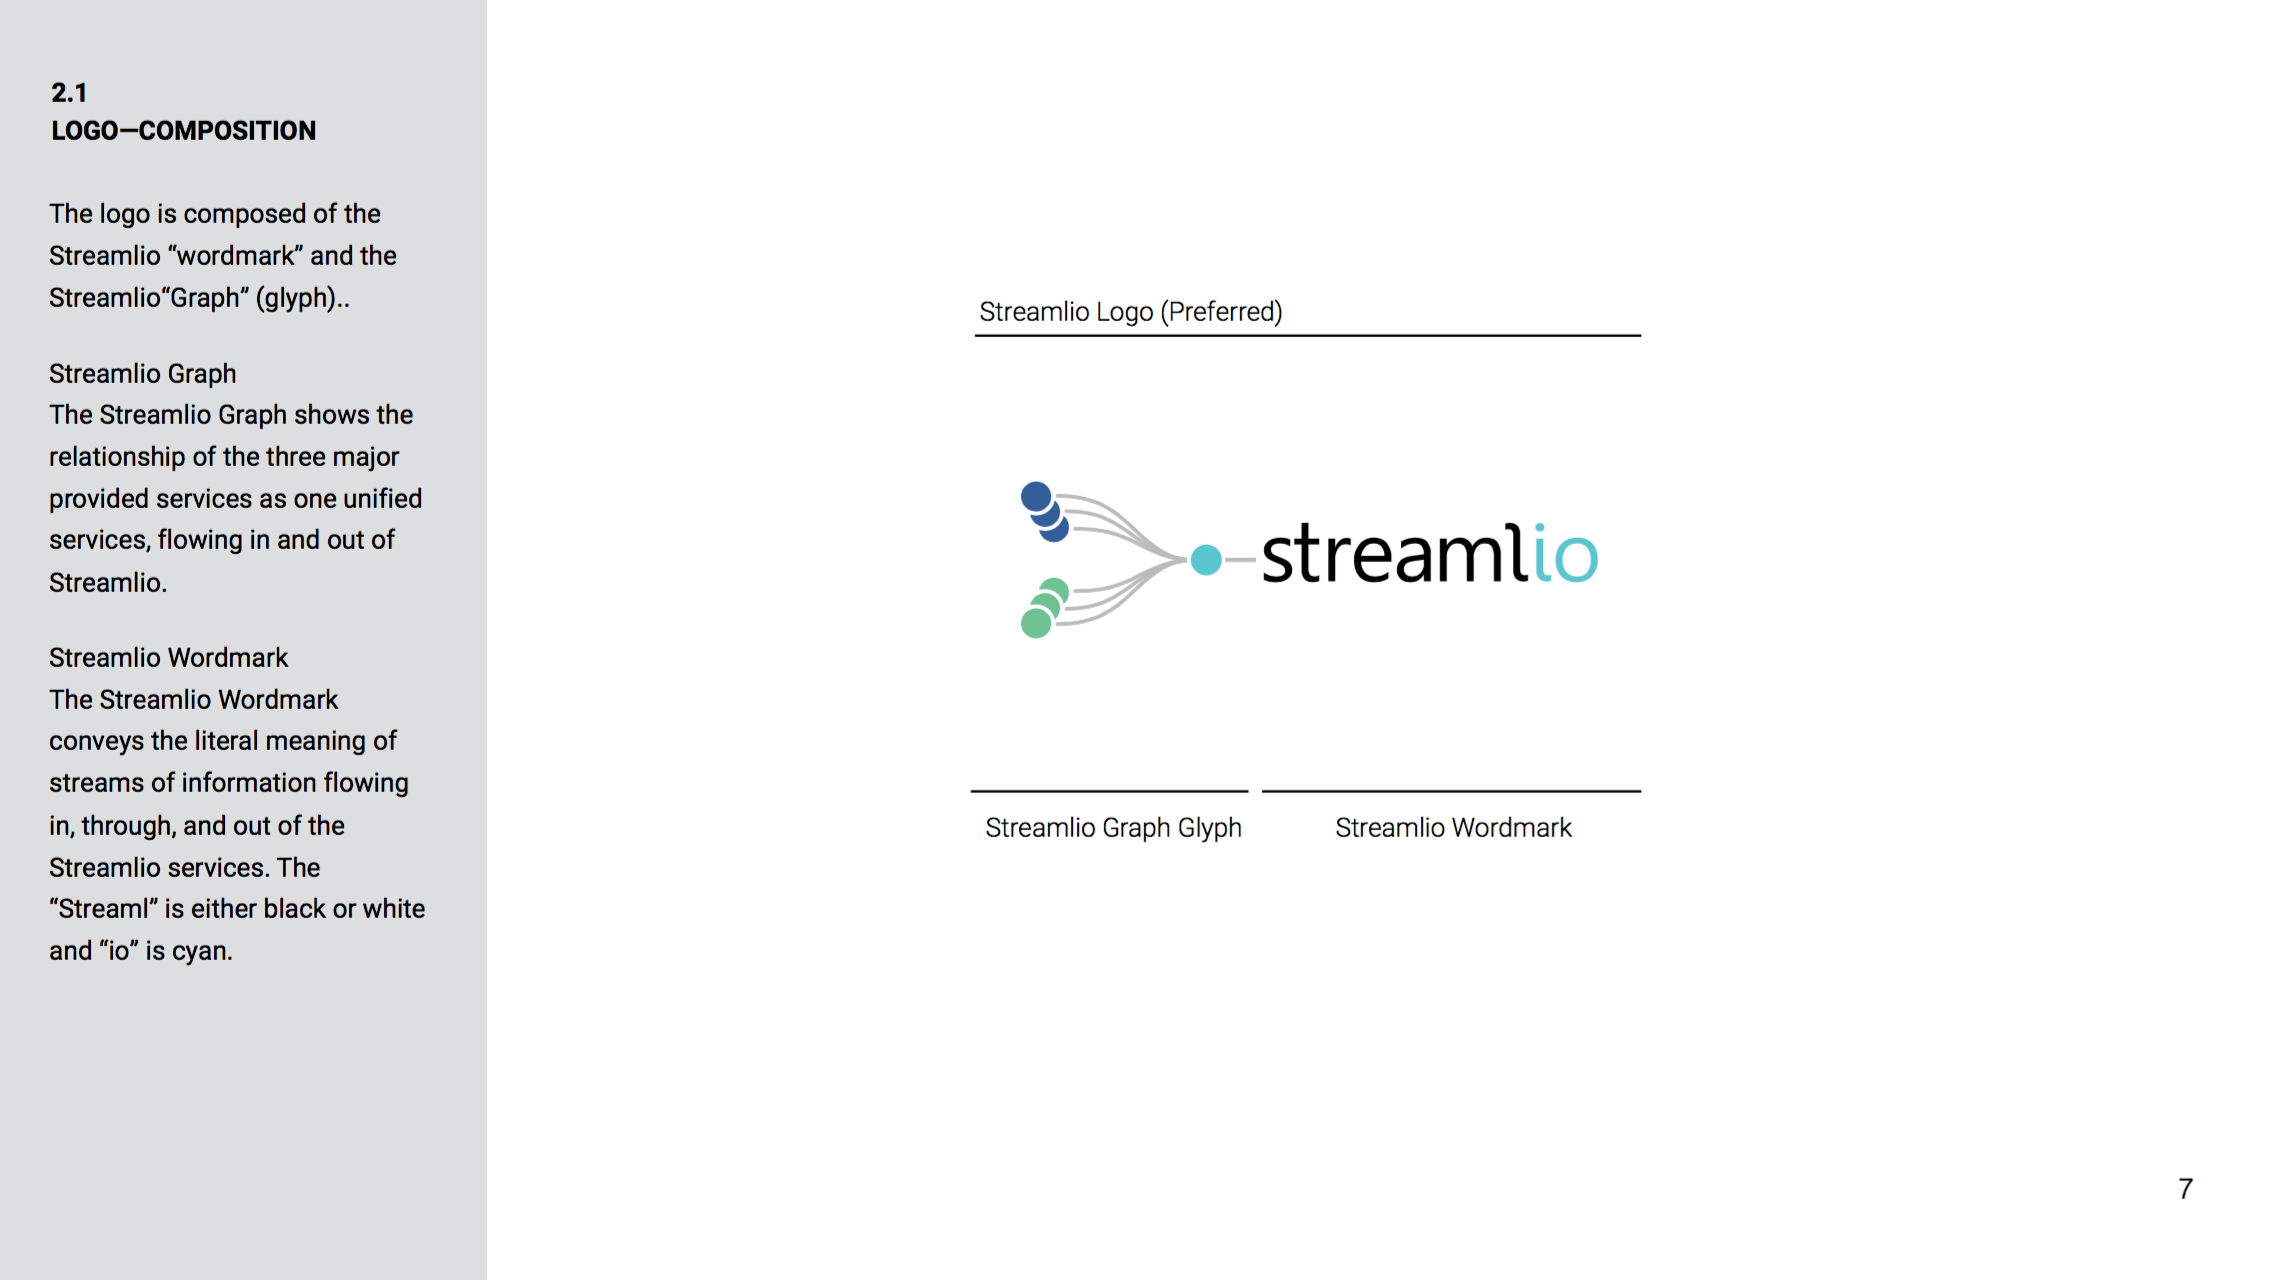 2.1
LOGO—COMPOSITION
The logo is composed of the
Streamlio “wordmark” and the
Streamlio“Graph” (glyph)..
Streamlio Graph
The Streamlio Graph shows the
relationship of the three major
provided services as one unified
services, flowing in and out of
Streamlio.
Streamlio Wordmark
The Streamlio Wordmark
conveys the literal meaning of
streams of information flowing
in, through, and out of the
Streamlio services. The
“Streaml” is either black or white
and “io” is cyan.
Streamlio Logo (Preferred)
streamlio
Streamlio Graph Glyph
Streamlio Wordmark
7